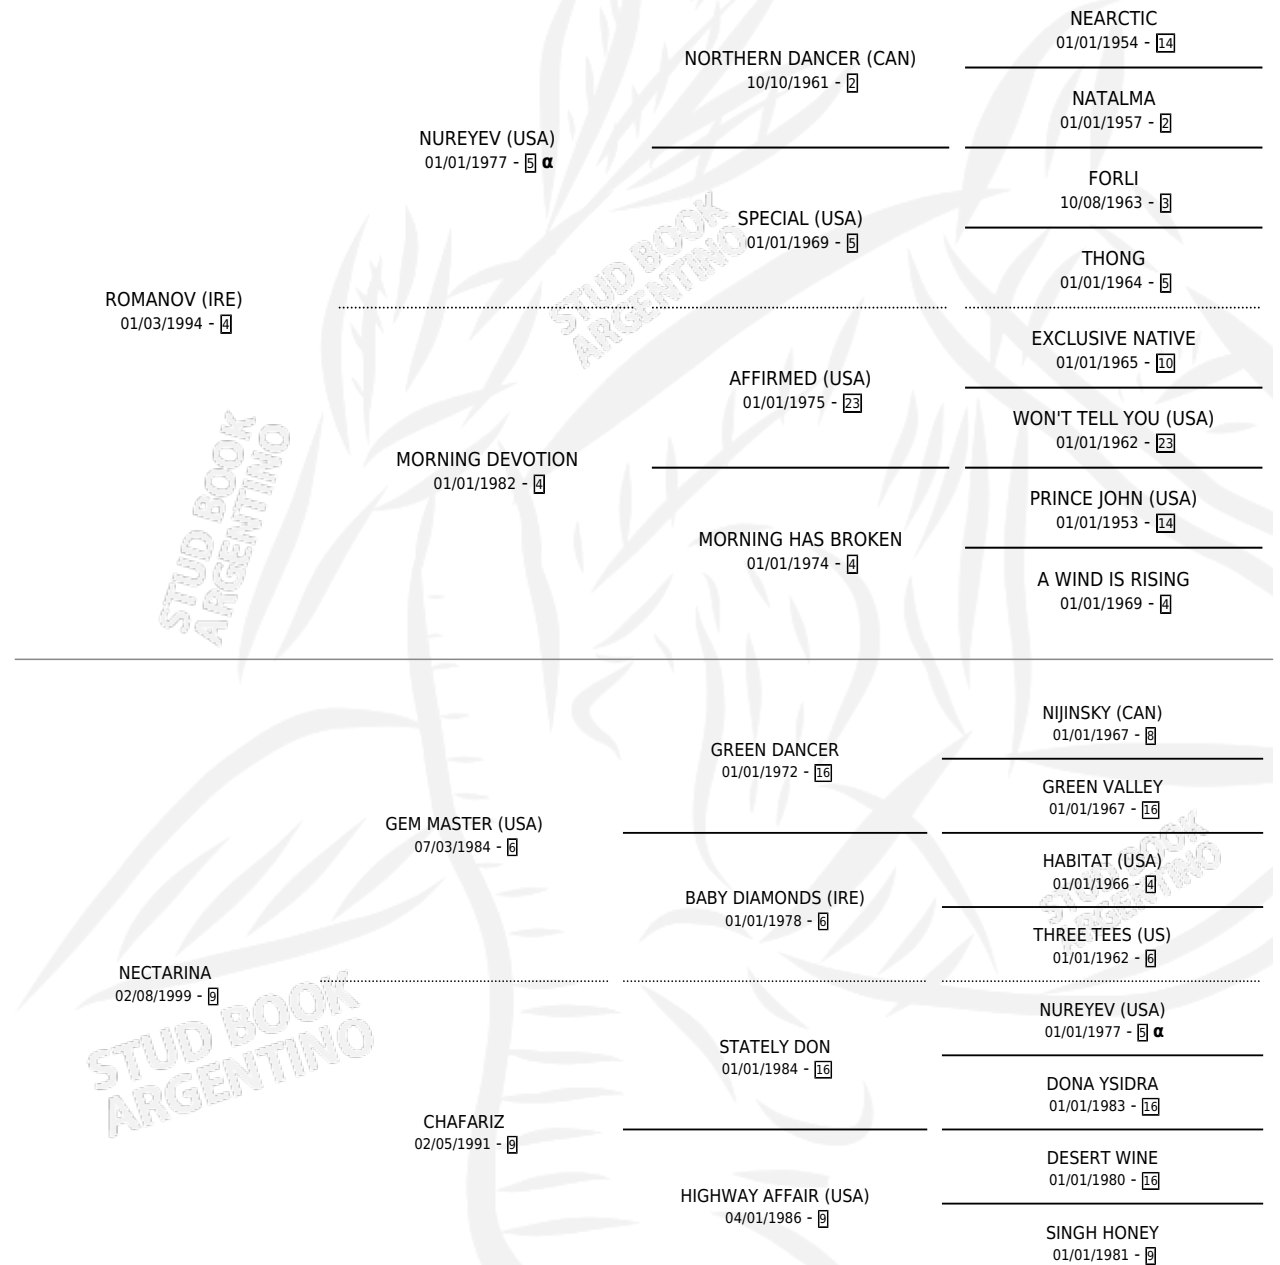 NEARCTIC
01/01/1954 - 14
NORTHERN DANCER (CAN)
10/10/1961 - 2
NATALMA
01/01/1957 - 2
NUREYEV (USA)
01/01/1977 - 5 α
FORLI
10/08/1963 - 3
SPECIAL (USA)
01/01/1969 - 5
THONG
01/01/1964 - 5
ROMANOV (IRE)
01/03/1994 - 4
EXCLUSIVE NATIVE
01/01/1965 - 10
AFFIRMED (USA)
01/01/1975 - 23
WON'T TELL YOU (USA)
01/01/1962 - 23
MORNING DEVOTION
01/01/1982 - 4
PRINCE JOHN (USA)
01/01/1953 - 14
MORNING HAS BROKEN
01/01/1974 - 4
A WIND IS RISING
01/01/1969 - 4
STUD BOOK
ARGENTINO
STUD BOOK
ARGENTINO
NIJINSKY (CAN)
01/01/1967 - 8
GREEN DANCER
01/01/1972 - 16
GREEN VALLEY
01/01/1967 - 16
GEM MASTER (USA)
07/03/1984 - 6
HABITAT (USA)
01/01/1966 - 4
BABY DIAMONDS (IRE)
01/01/1978 - 6
THREE TEES (US)
01/01/1962 - 6
NECTARINA
02/08/1999 - 9
NUREYEV (USA)
01/01/1977 - 5 α
STATELY DON
01/01/1984 - 16
DONA YSIDRA
01/01/1983 - 16
CHAFARIZ
02/05/1991 - 9
DESERT WINE
01/01/1980 - 16
HIGHWAY AFFAIR (USA)
04/01/1986 - 9
SINGH HONEY
01/01/1981 - 9
STUD BOOK
ARGENTINO
STUD BOOK
ARGENTINO